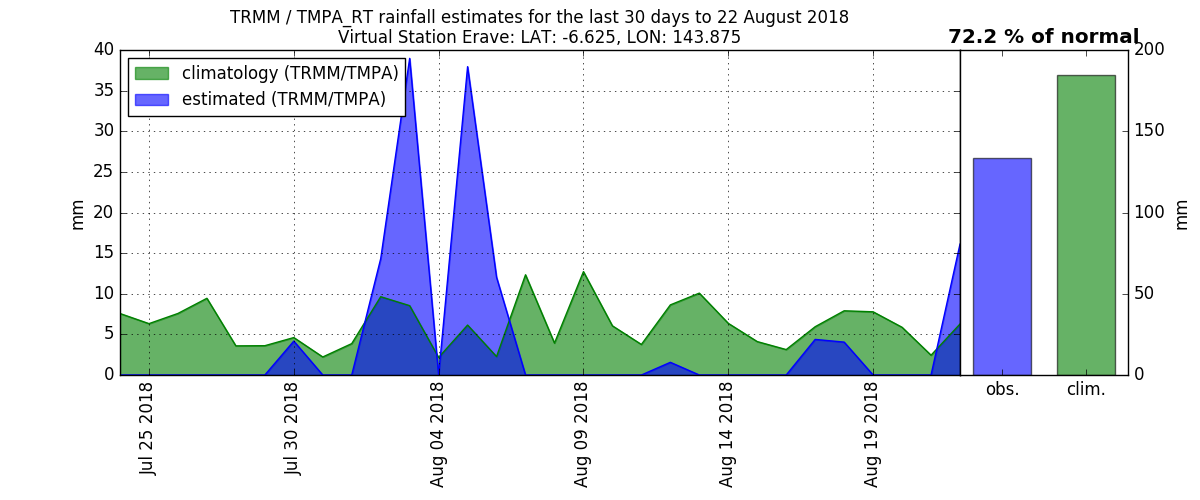 TRMM / TMPA_RT rainfall estimates for the last 30 days to 22 August 2018
Virtual Station Erave: LAT: -6.625, LON: 143.875
72.2 % of normal
climatology (TRMM/TMPA)
estimated (TRMM/TMPA)
40
35
30
25
20
15
10
5
0
mm
Jul 25 2018
Jul 30 2018
Aug 04 2018
Aug 09 2018
Aug 14 2018
Aug 19 2018
200
150
100
50
0
mm
obs.
clim.